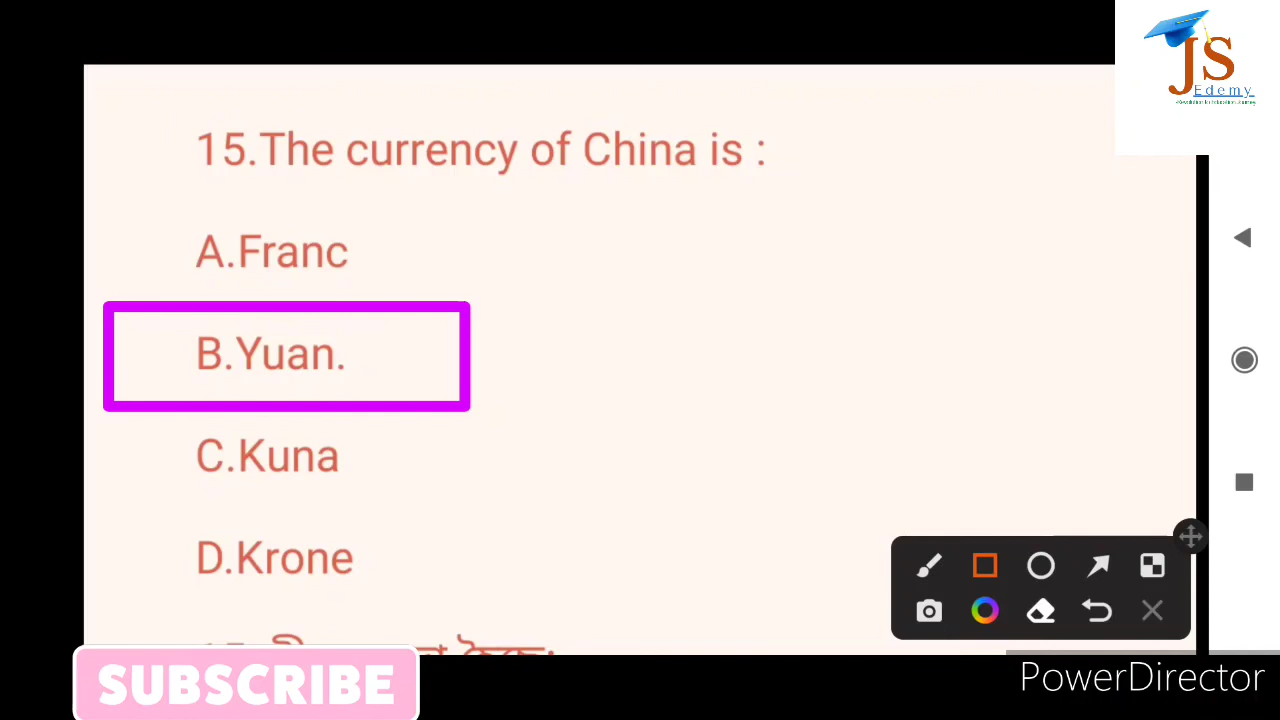 JS
Edemy
15.The currency of China is :
A.Franc
B.Yuan.
C.Kuna
D.Krone
SUBSCRIBE
PowerDirector